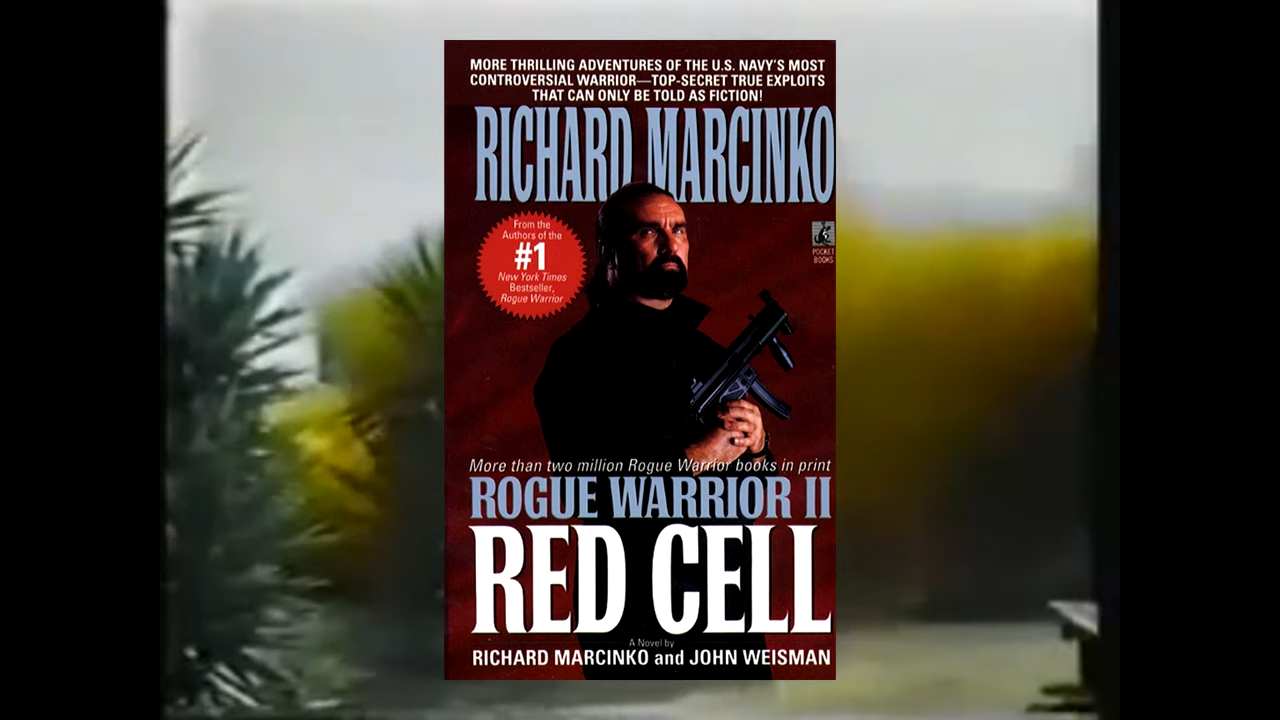 MORE THRILLING ADVENTURES OF THE U.S. NAVY'S MOST
CONTROVERSIAL WARRIOR—TOP-SECRET TRUE EXPLOITS
THAT CAN ONLY BE TOLD AS FICTION!
RICHARD MARCINKO
From the
Authors of the
#1
New York Times
Bestseller,
Rogue Warrior
POCKET
BOOKS
More than two million Rogue Warrior books in print
ROGUE WARRIOR II
RED CELL
A Novel by
RICHARD MARCINKO and JOHN WEISMAN